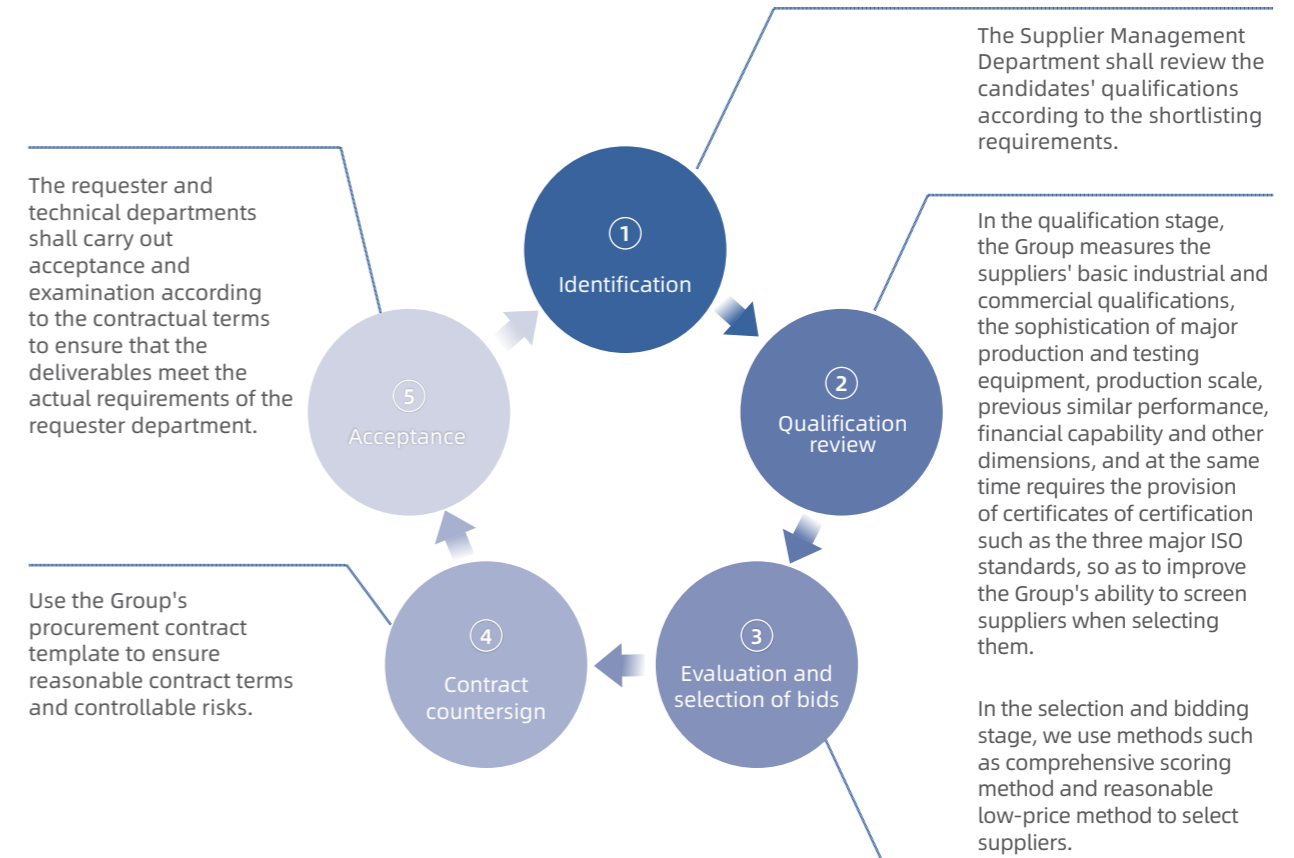 The Supplier Management
Department shall review the
candidates' qualifications
according to the shortlisting
requirements.
The requester and
technical departments
shall carry out
acceptance and
examination according
to the contractual terms
to ensure that the
deliverables meet the
actual requirements of the
requester department.
1
Identification
In the qualification stage,
the Group measures the
suppliers' basic industrial and
commercial qualifications,
the sophistication of major
production and testing
equipment, production scale,
previous similar performance,
financial capability and other
dimensions, and at the same
time requires the provision
of certificates of certification
such as the three major ISO
standards, so as to improve
the Group's ability to screen
suppliers when selecting
them.
2
Qualification
review
5
Acceptance
Use the Group's
procurement contract
template to ensure
reasonable contract terms
and controllable risks.
4
Contract
countersign
3
Evaluation and
selection of bids
In the selection and bidding
stage, we use methods such
as comprehensive scoring
method and reasonable
low-price method to select
suppliers.